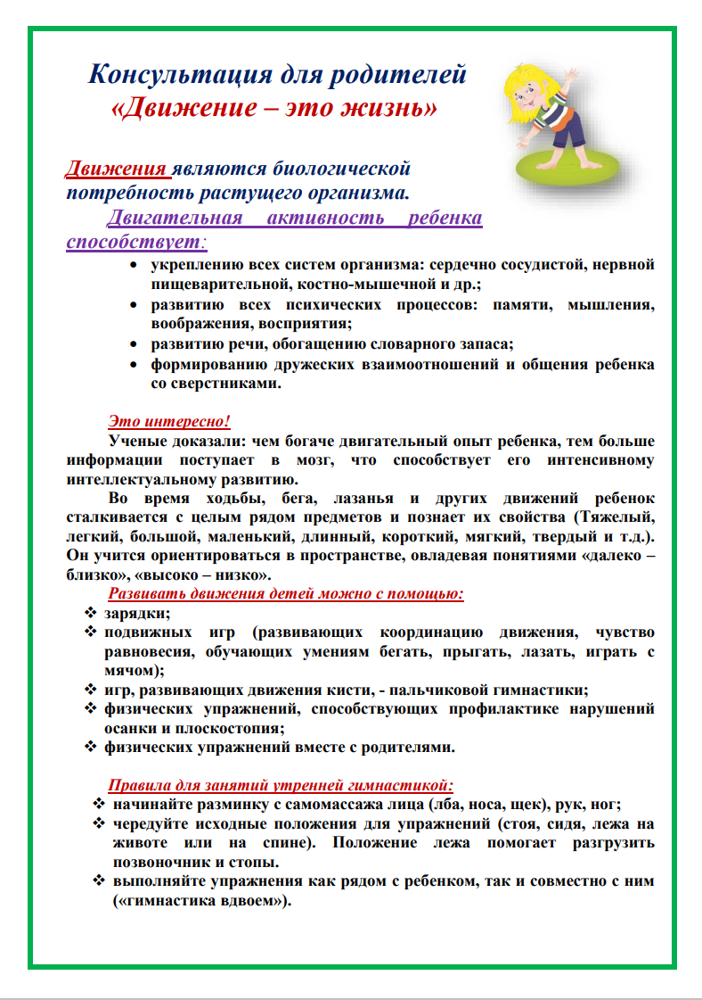 Консультация для родителей
«Движение – это жизнь»
Движения являются биологической
потребность растущего организма.
Двигательная активность ребенка
способствует:
• укреплению всех систем организма: сердечно сосудистой, нервной
пищеварительной, костно-мышечной и др.;
• развитию всех психических процессов: памяти, мышления,
воображения, восприятия;
• развитию речи, обогащению словарного запаса;
• формированию дружеских взаимоотношений и общения ребенка
со сверстниками.
Это интересно!
Ученые доказали: чем богаче двигательный опыт ребенка, тем больше
информации поступает в мозг, что способствует его интенсивному
интеллектуальному развитию.
Во время ходьбы, бега, лазанья и других движений ребенок
сталкивается с целым рядом предметов и познает их свойства (Тяжелый,
легкий, большой, маленький, длинный, короткий, мягкий, твердый и т.д.).
Он учится ориентироваться в пространстве, овладевая понятиями «далеко –
близко», «высоко – низко».
Развивать движения детей можно с помощью:
❖ зарядки;
❖ подвижных игр (развивающих координацию движения, чувство
равновесия, обучающих умениям бегать, прыгать, лазать, играть с
мячом);
❖ игр, развивающих движения кисти, - пальчиковой гимнастики;
❖ физических упражнений, способствующих профилактике нарушений
осанки и плоскостопия;
❖ физических упражнений вместе с родителями.
Правила для занятий утренней гимнастикой:
❖ начинайте разминку с самомассажа лица (лба, носа, щек), рук, ног;
❖ чередуйте исходные положения для упражнений (стоя, сидя, лежа на
животе или на спине). Положение лежа помогает разгрузить
позвоночник и стопы.
❖ выполняйте упражнения как рядом с ребенком, так и совместно с ним
(«гимнастика вдвоем»).